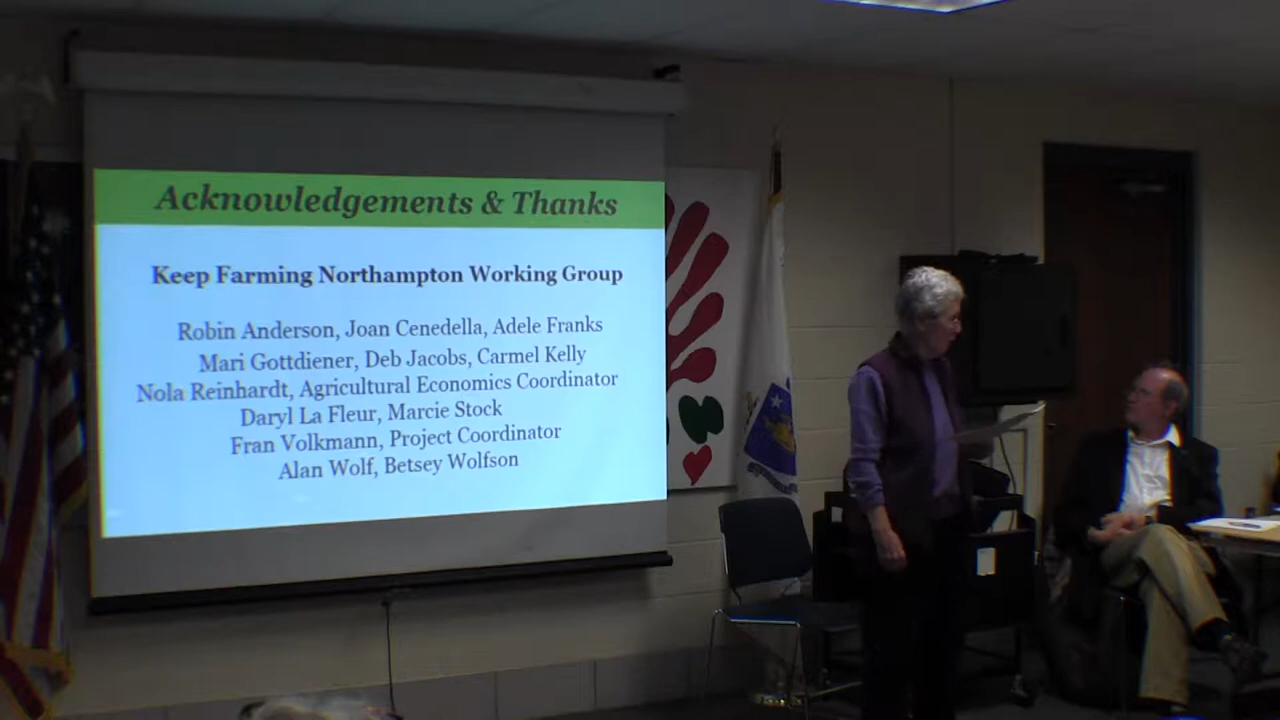 Acknowledgements & Thanks
Keep Farming Northampton Working Group
Robin Anderson, Joan Cenedella, Adele Franks
Mari Gottdiener, Deb Jacobs, Carmel Kelly
Nola Reinhardt, Agricultural Economics Coordinator
Daryl La Fleur, Marcie Stock
Fran Volkmann, Project Coordinator
Alan Wolf, Betsey Wolfson